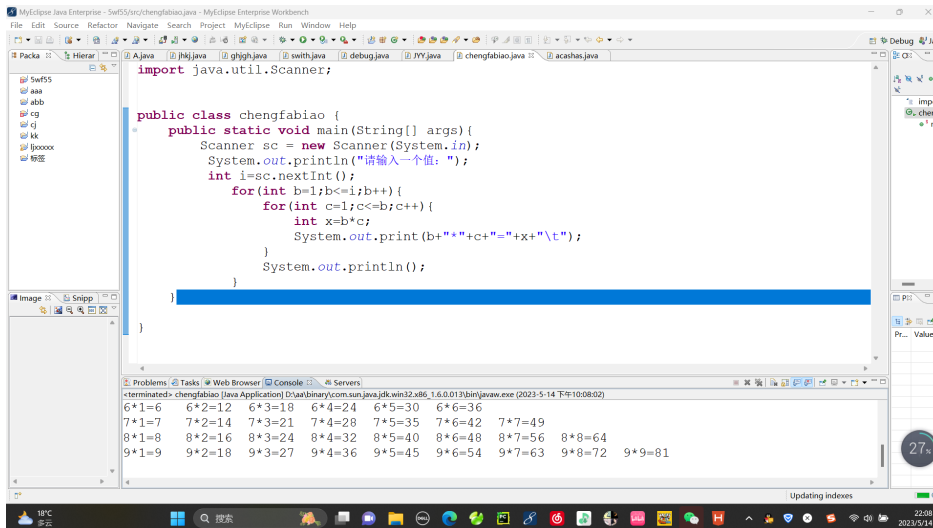 MyEclipse Java Enterprise - 5wf55/src/chengfabiao.java - MyEclipse Enterprise Workbench
File Edit Source Refactor Navigate Search Project MyEclipse Run Window Help
Debug
Packa Hierar
A.java jhkj.java ghjgh.java swith.java debug.java JYY.java chengfabiao.java acashas.java
5wf55
aaa
abb
cg
cj
kk
ljxxxxx
标签
import java.util.Scanner;
public class chengfabiao {
public static void main(String[] args){
Scanner sc = new Scanner(System.in);
System.out.println("请输入一个值: ");
int i=sc.nextInt();
for(int b=1;b<=i;b++){
for(int c=1;c<=b;c++){
int x=b*c;
System.out.print(b+"*"+c+"="+x+"\t");
}
System.out.println();
}
}
}
Image Snipp
Pr... Value
Problems Tasks Web Browser Console Servers
<terminated> chengfabiao [Java Application] D:\aa\binary\com.sun.java.jdk.win32.x86_1.6.0.013\bin\javaw.exe (2023-5-14 下午10:08:02)
6*1=6 6*2=12 6*3=18 6*4=24 6*5=30 6*6=36
7*1=7 7*2=14 7*3=21 7*4=28 7*5=35 7*6=42 7*7=49
8*1=8 8*2=16 8*3=24 8*4=32 8*5=40 8*6=48 8*7=56 8*8=64
9*1=9 9*2=18 9*3=27 9*4=36 9*5=45 9*6=54 9*7=63 9*8=72 9*9=81
27%
Updating indexes
18°C
多云
搜索
22:08
2023/5/14